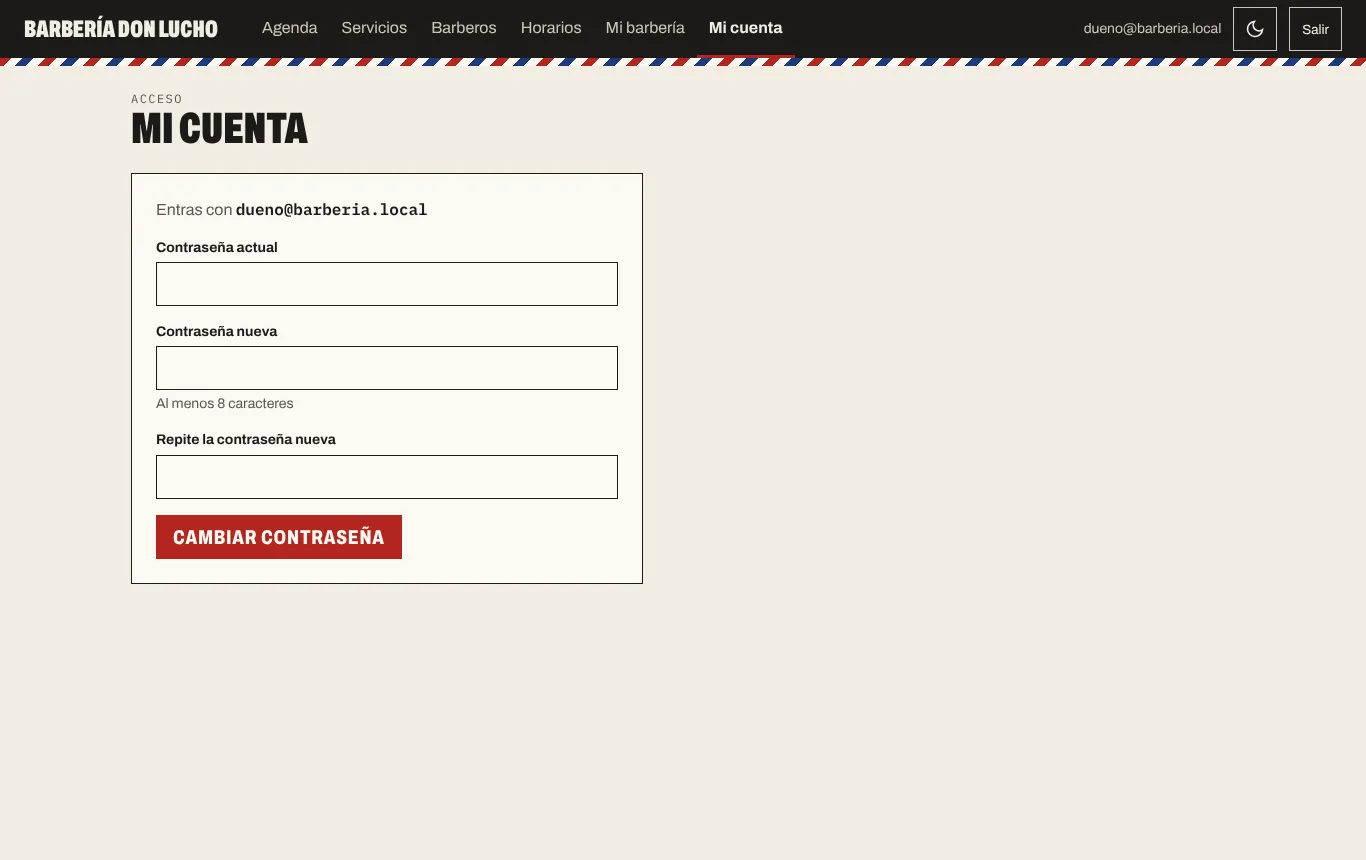 BARBERÍA DON LUCHO Agenda Servicios Barberos Horarios Mi barbería Mi cuenta dueno@barberia.local Salir
ACCESO
MI CUENTA
Entras con dueno@barberia.local
Contraseña actual
Contraseña nueva
Al menos 8 caracteres
Repite la contraseña nueva
CAMBIAR CONTRASEÑA